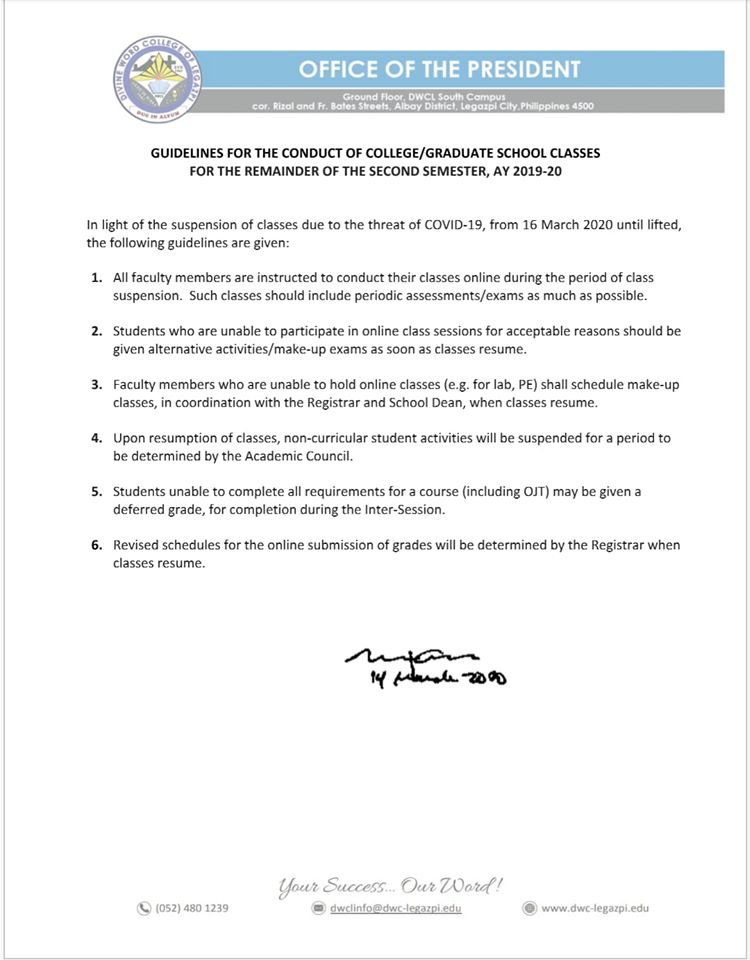 DIVINE WORD COLLEGE OF LEGAZPI
DUC IN ALTUM
OFFICE OF THE PRESIDENT
Ground Floor, DWCL South Campus
cor. Rizal and Fr. Bates Streets, Albay District, Legazpi City,Philippines 4500
GUIDELINES FOR THE CONDUCT OF COLLEGE/GRADUATE SCHOOL CLASSES
FOR THE REMAINDER OF THE SECOND SEMESTER, AY 2019-20
In light of the suspension of classes due to the threat of COVID-19, from 16 March 2020 until lifted,
the following guidelines are given:
1. All faculty members are instructed to conduct their classes online during the period of class
suspension. Such classes should include periodic assessments/exams as much as possible.
2. Students who are unable to participate in online class sessions for acceptable reasons should be
given alternative activities/make-up exams as soon as classes resume.
3. Faculty members who are unable to hold online classes (e.g. for lab, PE) shall schedule make-up
classes, in coordination with the Registrar and School Dean, when classes resume.
4. Upon resumption of classes, non-curricular student activities will be suspended for a period to
be determined by the Academic Council.
5. Students unable to complete all requirements for a course (including OJT) may be given a
deferred grade, for completion during the Inter-Session.
6. Revised schedules for the online submission of grades will be determined by the Registrar when
classes resume.
14 March 2020
Your Success... Our Word!
(052) 480 1239
dwclinfo@dwc-legazpi.edu
www.dwc-legazpi.edu